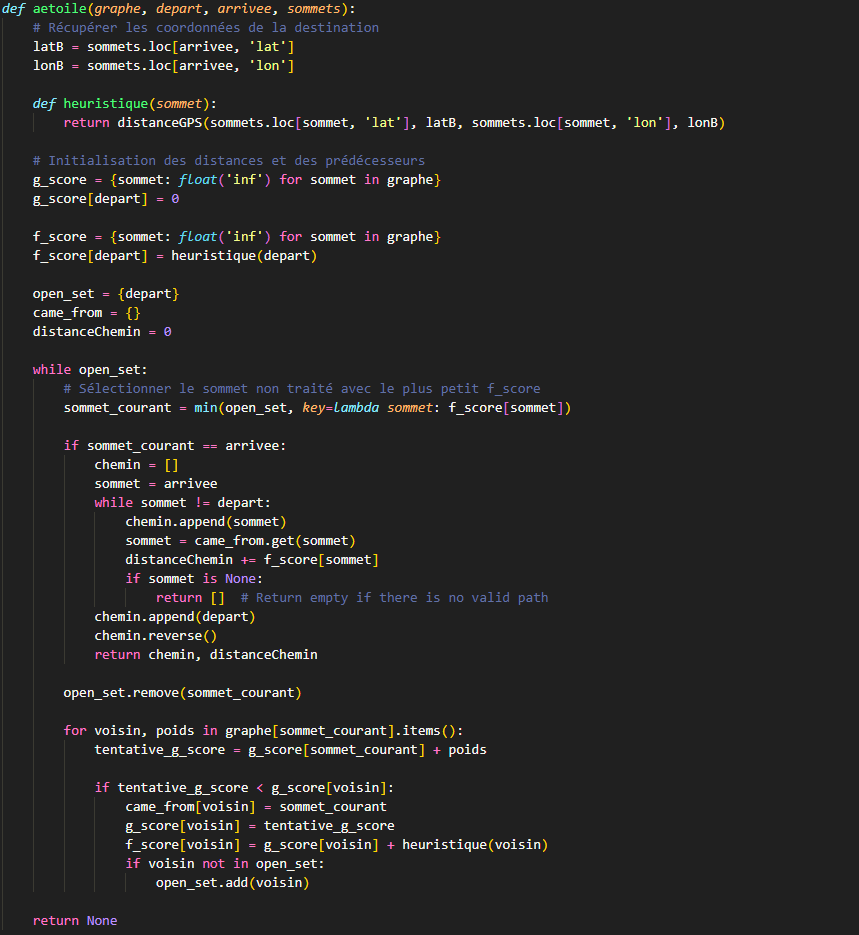 def aetoile(graphe, depart, arrivee, sommets):
    # Récupérer les coordonnées de la destination
    latB = sommets.loc[arrivee, 'lat']
    lonB = sommets.loc[arrivee, 'lon']

    def heuristique(sommet):
        return distanceGPS(sommets.loc[sommet, 'lat'], latB, sommets.loc[sommet, 'lon'], lonB)

    # Initialisation des distances et des prédécesseurs
    g_score = {sommet: float('inf') for sommet in graphe}
    g_score[depart] = 0

    f_score = {sommet: float('inf') for sommet in graphe}
    f_score[depart] = heuristique(depart)

    open_set = {depart}
    came_from = {}
    distanceChemin = 0

    while open_set:
        # Sélectionner le sommet non traité avec le plus petit f_score
        sommet_courant = min(open_set, key=lambda sommet: f_score[sommet])

        if sommet_courant == arrivee:
            chemin = []
            sommet = arrivee
            while sommet != depart:
                chemin.append(sommet)
                sommet = came_from.get(sommet)
                distanceChemin += f_score[sommet]
                if sommet is None:
                    return []  # Return empty if there is no valid path
            chemin.append(depart)
            chemin.reverse()
            return chemin, distanceChemin

        open_set.remove(sommet_courant)

        for voisin, poids in graphe[sommet_courant].items():
            tentative_g_score = g_score[sommet_courant] + poids

            if tentative_g_score < g_score[voisin]:
                came_from[voisin] = sommet_courant
                g_score[voisin] = tentative_g_score
                f_score[voisin] = g_score[voisin] + heuristique(voisin)
                if voisin not in open_set:
                    open_set.add(voisin)

    return None